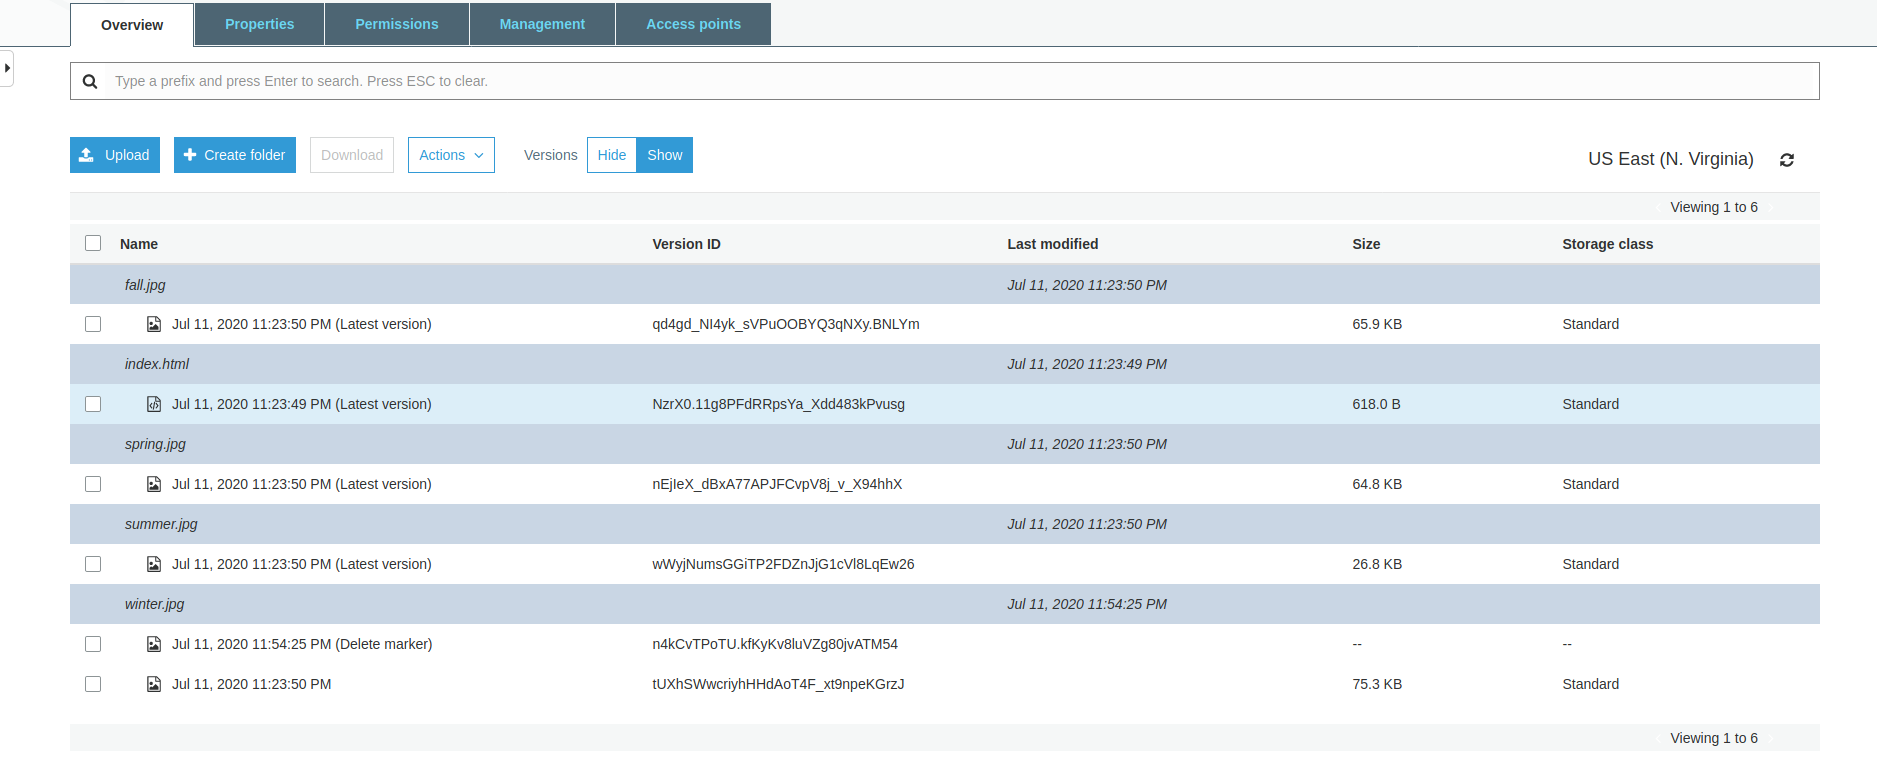 Overview Properties Permissions Management Access points
Type a prefix and press Enter to search. Press ESC to clear.
Upload Create folder Download Actions Versions Hide Show US East (N. Virginia)
Viewing 1 to 6
Name Version ID Last modified Size Storage class
fall.jpg Jul 11, 2020 11:23:50 PM
Jul 11, 2020 11:23:50 PM (Latest version) qd4gd_NI4yk_sVPuOOBYQ3qNXy.BNLYm 65.9 KB Standard
index.html Jul 11, 2020 11:23:49 PM
Jul 11, 2020 11:23:49 PM (Latest version) NzrX0.11g8PFdRRpsYa_Xdd483kPvusg 618.0 B Standard
spring.jpg Jul 11, 2020 11:23:50 PM
Jul 11, 2020 11:23:50 PM (Latest version) nEjIeX_dBxA77APJFCvpV8j_v_X94hhX 64.8 KB Standard
summer.jpg Jul 11, 2020 11:23:50 PM
Jul 11, 2020 11:23:50 PM (Latest version) wWyjNumsGGiTP2FDZnJjG1cVl8LqEw26 26.8 KB Standard
winter.jpg Jul 11, 2020 11:54:25 PM
Jul 11, 2020 11:54:25 PM (Delete marker) n4kCvTPoTU.kfKyKv8luVZg80jvATM54 -- --
Jul 11, 2020 11:23:50 PM tUXhSWwcriyhHHdAoT4F_xt9npeKGrzJ 75.3 KB Standard
Viewing 1 to 6